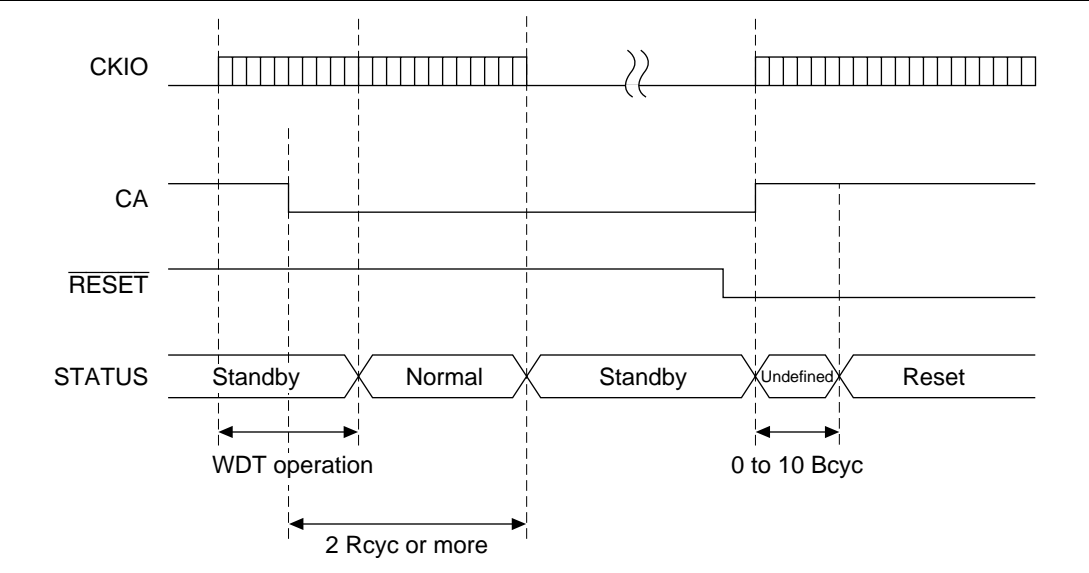 CKIO
CA
RESET
STATUS Standby Normal Standby Undefined Reset
WDT operation 0 to 10 Bcyc
2 Rcyc or more